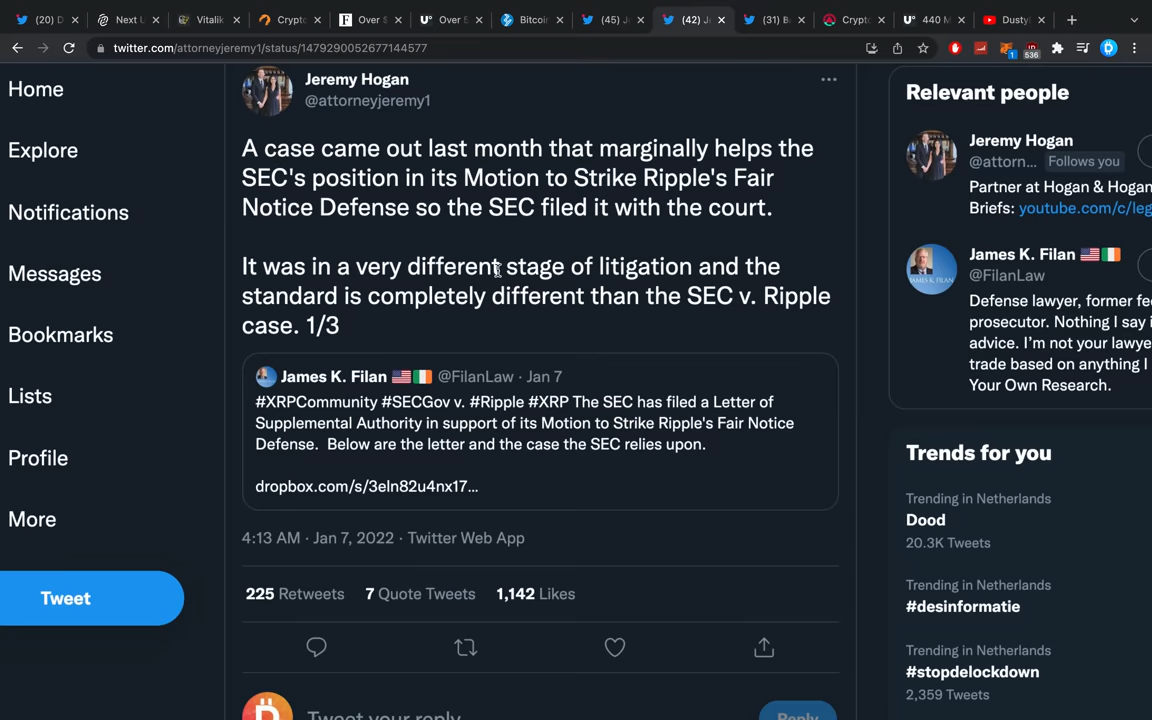 (20) D
Next U
Vitalik
Crypto
Over $
Over $
Bitcoin
(45) J
(42) J
(31) B
Crypto
440 M
Dusty
twitter.com/attorneyjeremy1/status/1479290052677144577
536
1
Home
Explore
Notifications
Messages
Bookmarks
Lists
Profile
More
Tweet
Jeremy Hogan
@attorneyjeremy1
A case came out last month that marginally helps the
SEC's position in its Motion to Strike Ripple's Fair
Notice Defense so the SEC filed it with the court.
It was in a very different stage of litigation and the
standard is completely different than the SEC v. Ripple
case. 1/3
James K. Filan 🇺🇸🇮🇪 @FilanLaw · Jan 7
#XRPCommunity #SECGov v. #Ripple #XRP The SEC has filed a Letter of
Supplemental Authority in support of its Motion to Strike Ripple's Fair Notice
Defense. Below are the letter and the case the SEC relies upon.
dropbox.com/s/3eln82u4nx17...
4:13 AM · Jan 7, 2022 · Twitter Web App
225 Retweets 7 Quote Tweets 1,142 Likes
Tweet your reply
Reply
Relevant people
Jeremy Hogan
@attorn... Follows you
Partner at Hogan & Hogan
Briefs: youtube.com/c/leg
James K. Filan 🇺🇸🇮🇪
@FilanLaw
Defense lawyer, former fe
prosecutor. Nothing I say i
advice. I'm not your lawye
trade based on anything I
Your Own Research.
Trends for you
Trending in Netherlands
Dood
20.3K Tweets
Trending in Netherlands
#desinformatie
Trending in Netherlands
#stopdelockdown
2,359 Tweets